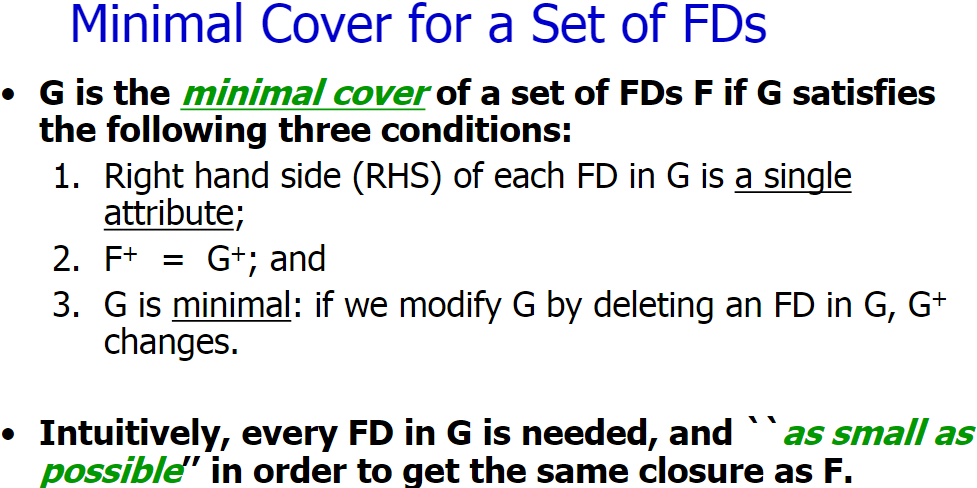 Minimal Cover for a Set of FDs
• G is the minimal cover of a set of FDs F if G satisfies
the following three conditions:
1. Right hand side (RHS) of each FD in G is a single
attribute;
2. F⁺ = G⁺; and
3. G is minimal: if we modify G by deleting an FD in G, G⁺
changes.
• Intuitively, every FD in G is needed, and ``as small as
possible” in order to get the same closure as F.